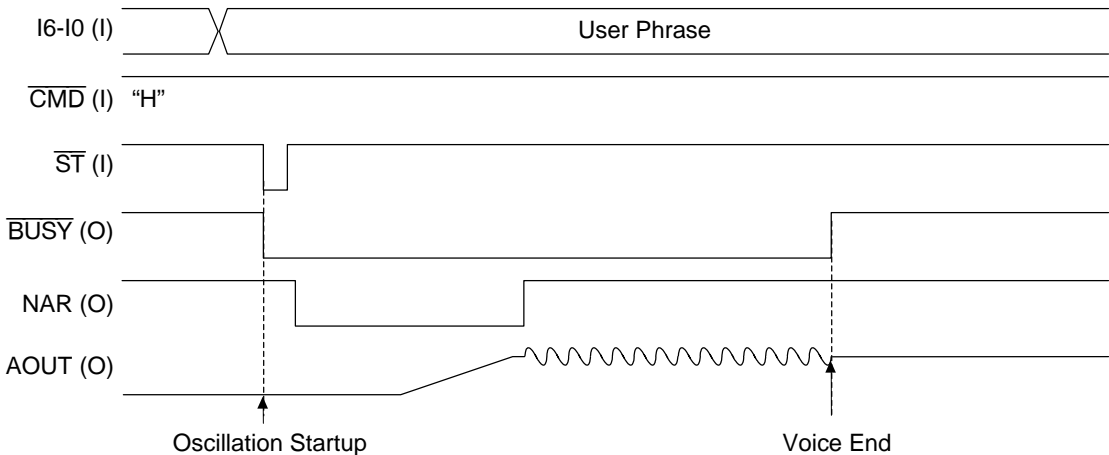 I6-I0 (I)
User Phrase
CMD (I) “H”
ST (I)
BUSY (O)
NAR (O)
AOUT (O)
Oscillation Startup
Voice End